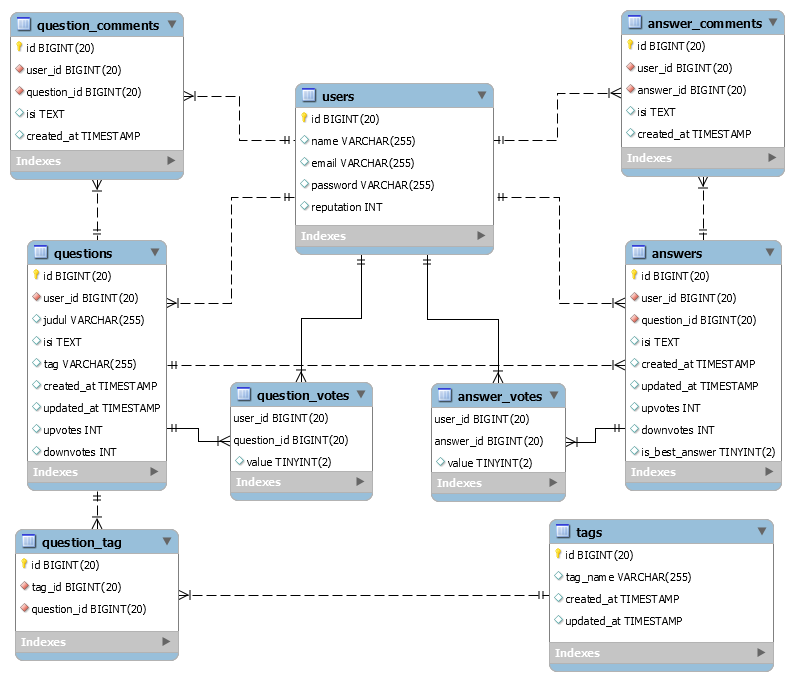 question_comments
id BIGINT(20)
user_id BIGINT(20)
question_id BIGINT(20)
isi TEXT
created_at TIMESTAMP
Indexes
users
id BIGINT(20)
name VARCHAR(255)
email VARCHAR(255)
password VARCHAR(255)
reputation INT
Indexes
answer_comments
id BIGINT(20)
user_id BIGINT(20)
answer_id BIGINT(20)
isi TEXT
created_at TIMESTAMP
Indexes
questions
id BIGINT(20)
user_id BIGINT(20)
judul VARCHAR(255)
isi TEXT
tag VARCHAR(255)
created_at TIMESTAMP
updated_at TIMESTAMP
upvotes INT
downvotes INT
Indexes
question_votes
user_id BIGINT(20)
question_id BIGINT(20)
value TINYINT(2)
Indexes
answer_votes
user_id BIGINT(20)
answer_id BIGINT(20)
value TINYINT(2)
Indexes
answers
id BIGINT(20)
user_id BIGINT(20)
question_id BIGINT(20)
isi TEXT
created_at TIMESTAMP
updated_at TIMESTAMP
upvotes INT
downvotes INT
is_best_answer TINYINT(2)
Indexes
question_tag
id BIGINT(20)
tag_id BIGINT(20)
question_id BIGINT(20)
Indexes
tags
id BIGINT(20)
tag_name VARCHAR(255)
created_at TIMESTAMP
updated_at TIMESTAMP
Indexes